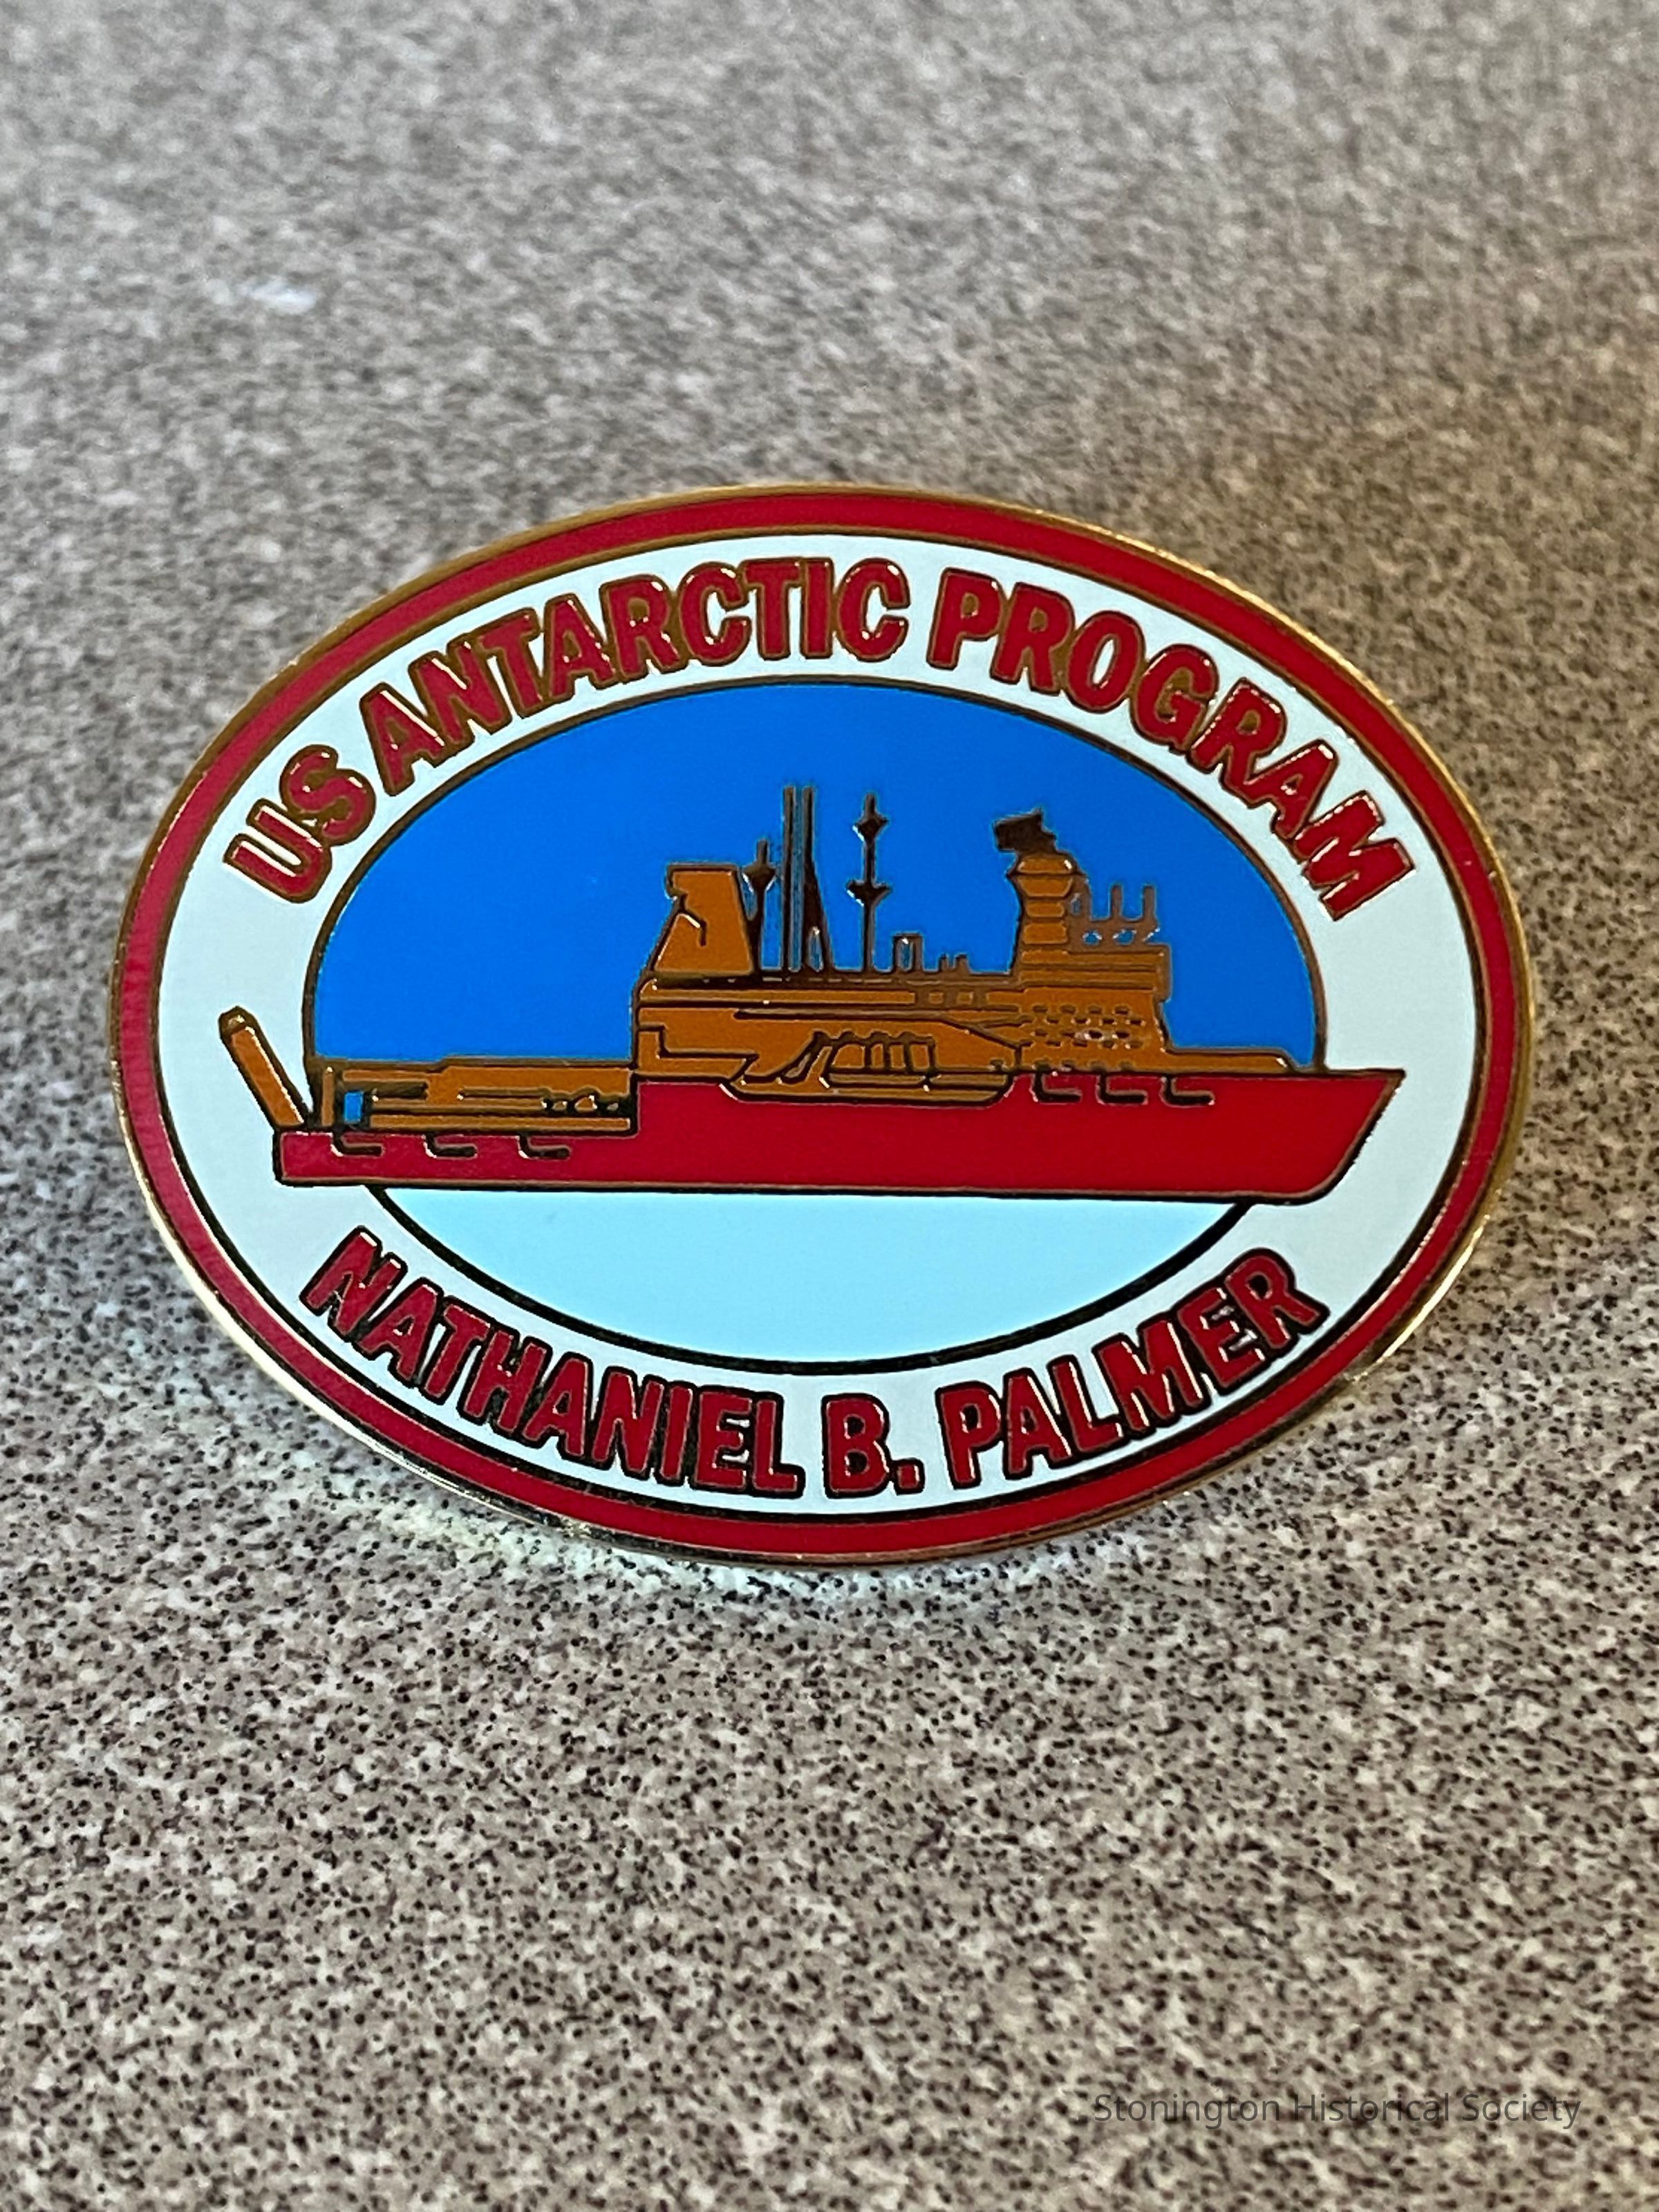 US ANTARCTIC PROGRAM
NATHANIEL B. PALMER
Stonington Historical Society